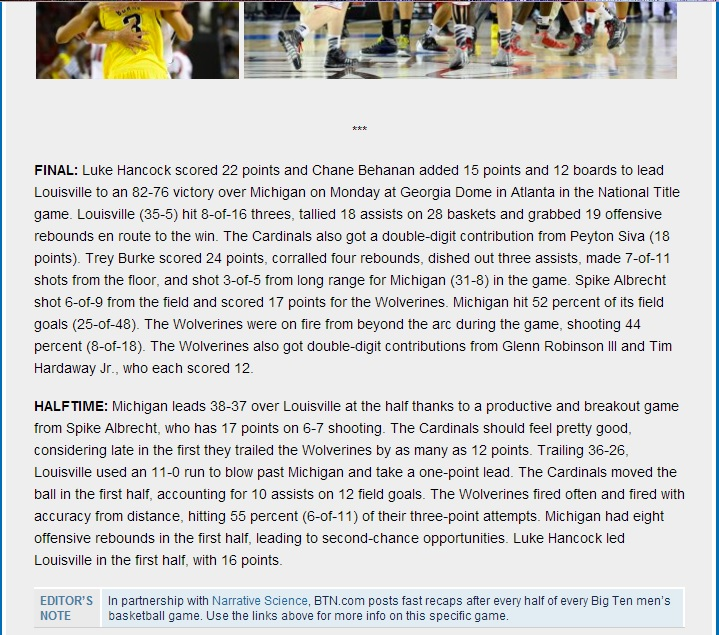 ***
FINAL: Luke Hancock scored 22 points and Chane Behanan added 15 points and 12 boards to lead
Louisville to an 82-76 victory over Michigan on Monday at Georgia Dome in Atlanta in the National Title
game. Louisville (35-5) hit 8-of-16 threes, tallied 18 assists on 28 baskets and grabbed 19 offensive
rebounds en route to the win. The Cardinals also got a double-digit contribution from Peyton Siva (18
points). Trey Burke scored 24 points, corralled four rebounds, dished out three assists, made 7-of-11
shots from the floor, and shot 3-of-5 from long range for Michigan (31-8) in the game. Spike Albrecht
shot 6-of-9 from the field and scored 17 points for the Wolverines. Michigan hit 52 percent of its field
goals (25-of-48). The Wolverines were on fire from beyond the arc during the game, shooting 44
percent (8-of-18). The Wolverines also got double-digit contributions from Glenn Robinson III and Tim
Hardaway Jr., who each scored 12.
HALFTIME: Michigan leads 38-37 over Louisville at the half thanks to a productive and breakout game
from Spike Albrecht, who has 17 points on 6-7 shooting. The Cardinals should feel pretty good,
considering late in the first they trailed the Wolverines by as many as 12 points. Trailing 36-26,
Louisville used an 11-0 run to blow past Michigan and take a one-point lead. The Cardinals moved the
ball in the first half, accounting for 10 assists on 12 field goals. The Wolverines fired often and fired with
accuracy from distance, hitting 55 percent (6-of-11) of their three-point attempts. Michigan had eight
offensive rebounds in the first half, leading to second-chance opportunities. Luke Hancock led
Louisville in the first half, with 16 points.
EDITOR'S
NOTE
In partnership with Narrative Science, BTN.com posts fast recaps after every half of every Big Ten men's
basketball game. Use the links above for more info on this specific game.